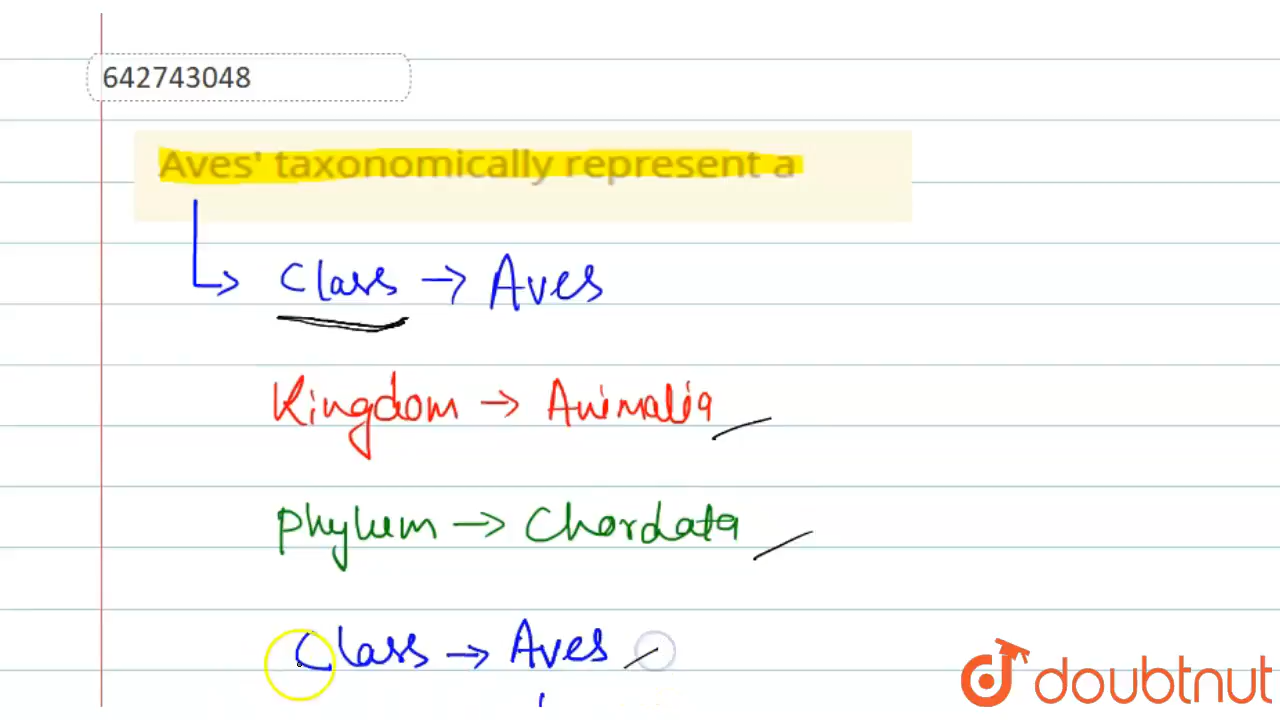 642743048
Aves' taxonomically represent a
Class → Aves
Kingdom → Animalia
Phylum → Chordata
Class → Aves
doubtnut